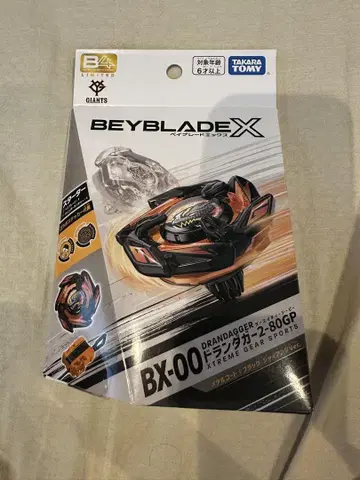 B4
LIMITED
GIANTS
対象年齢
6才以上
TAKARA
TOMY
BEYBLADE X
ベイブレードエックス
スターター
BX-00
DRANDAGGER
ドランダガー2-80GP
XTREME GEAR SPORTS